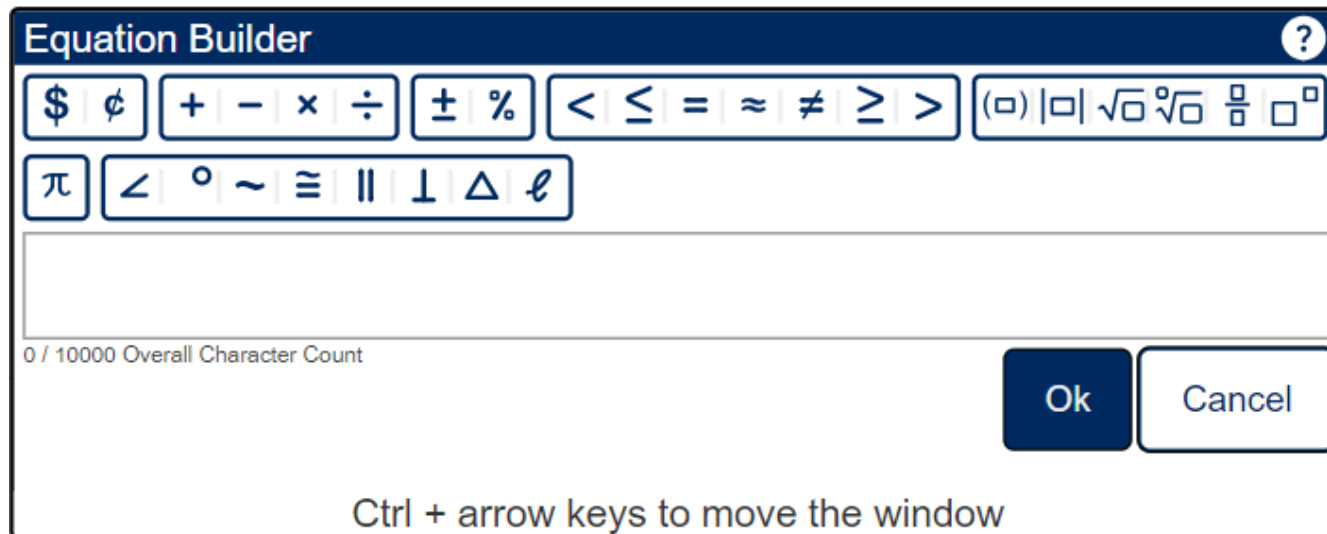 Equation Builder ?
$ ¢ + − × ÷ ± % < ≤ = ≈ ≠ ≥ > (▫) |▫| √▫ ▫√▫ ▫/▫ ▫^▫
π ∠ ° ~ ≅ ∥ ⊥ △ ℓ
0 / 10000 Overall Character Count
Ok Cancel
Ctrl + arrow keys to move the window